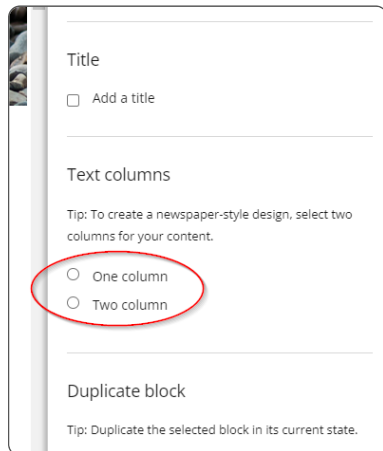 Title
Add a title
Text columns
Tip: To create a newspaper-style design, select two
columns for your content.
One column
Two column
Duplicate block
Tip: Duplicate the selected block in its current state.